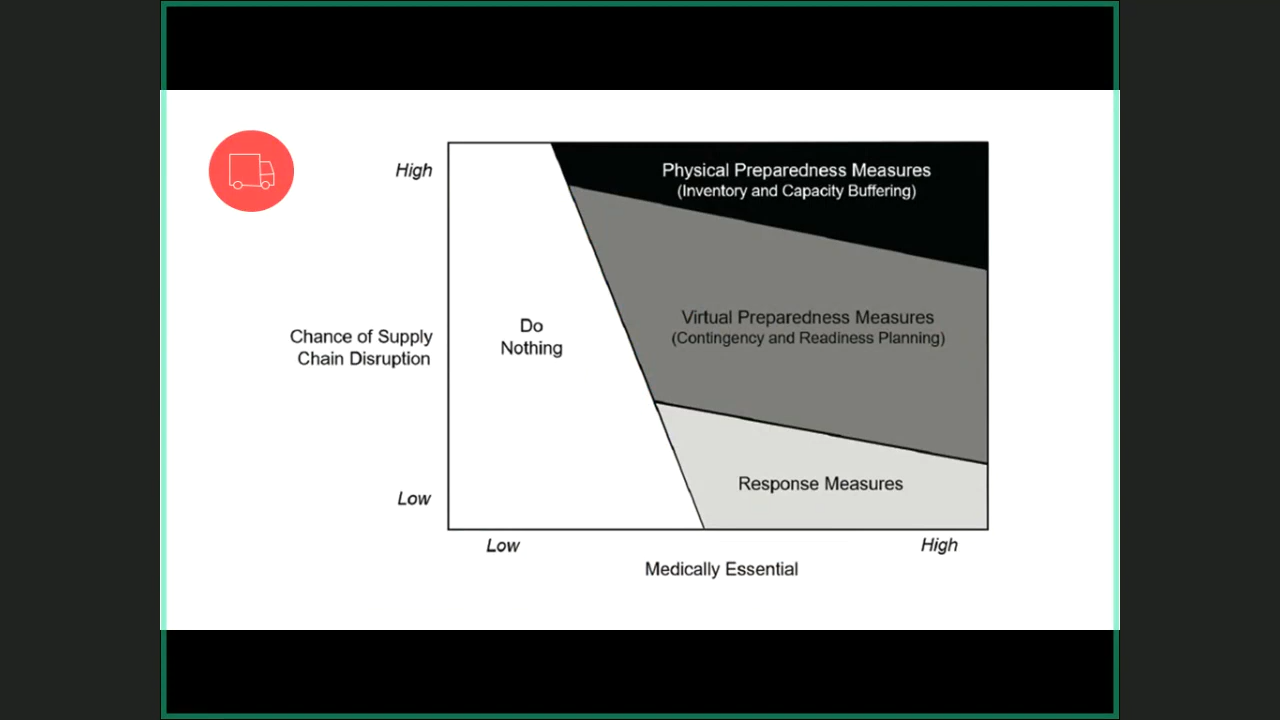 High
Physical Preparedness Measures
(Inventory and Capacity Buffering)
Chance of Supply
Chain Disruption
Do
Nothing
Virtual Preparedness Measures
(Contingency and Readiness Planning)
Response Measures
Low
Low
High
Medically Essential